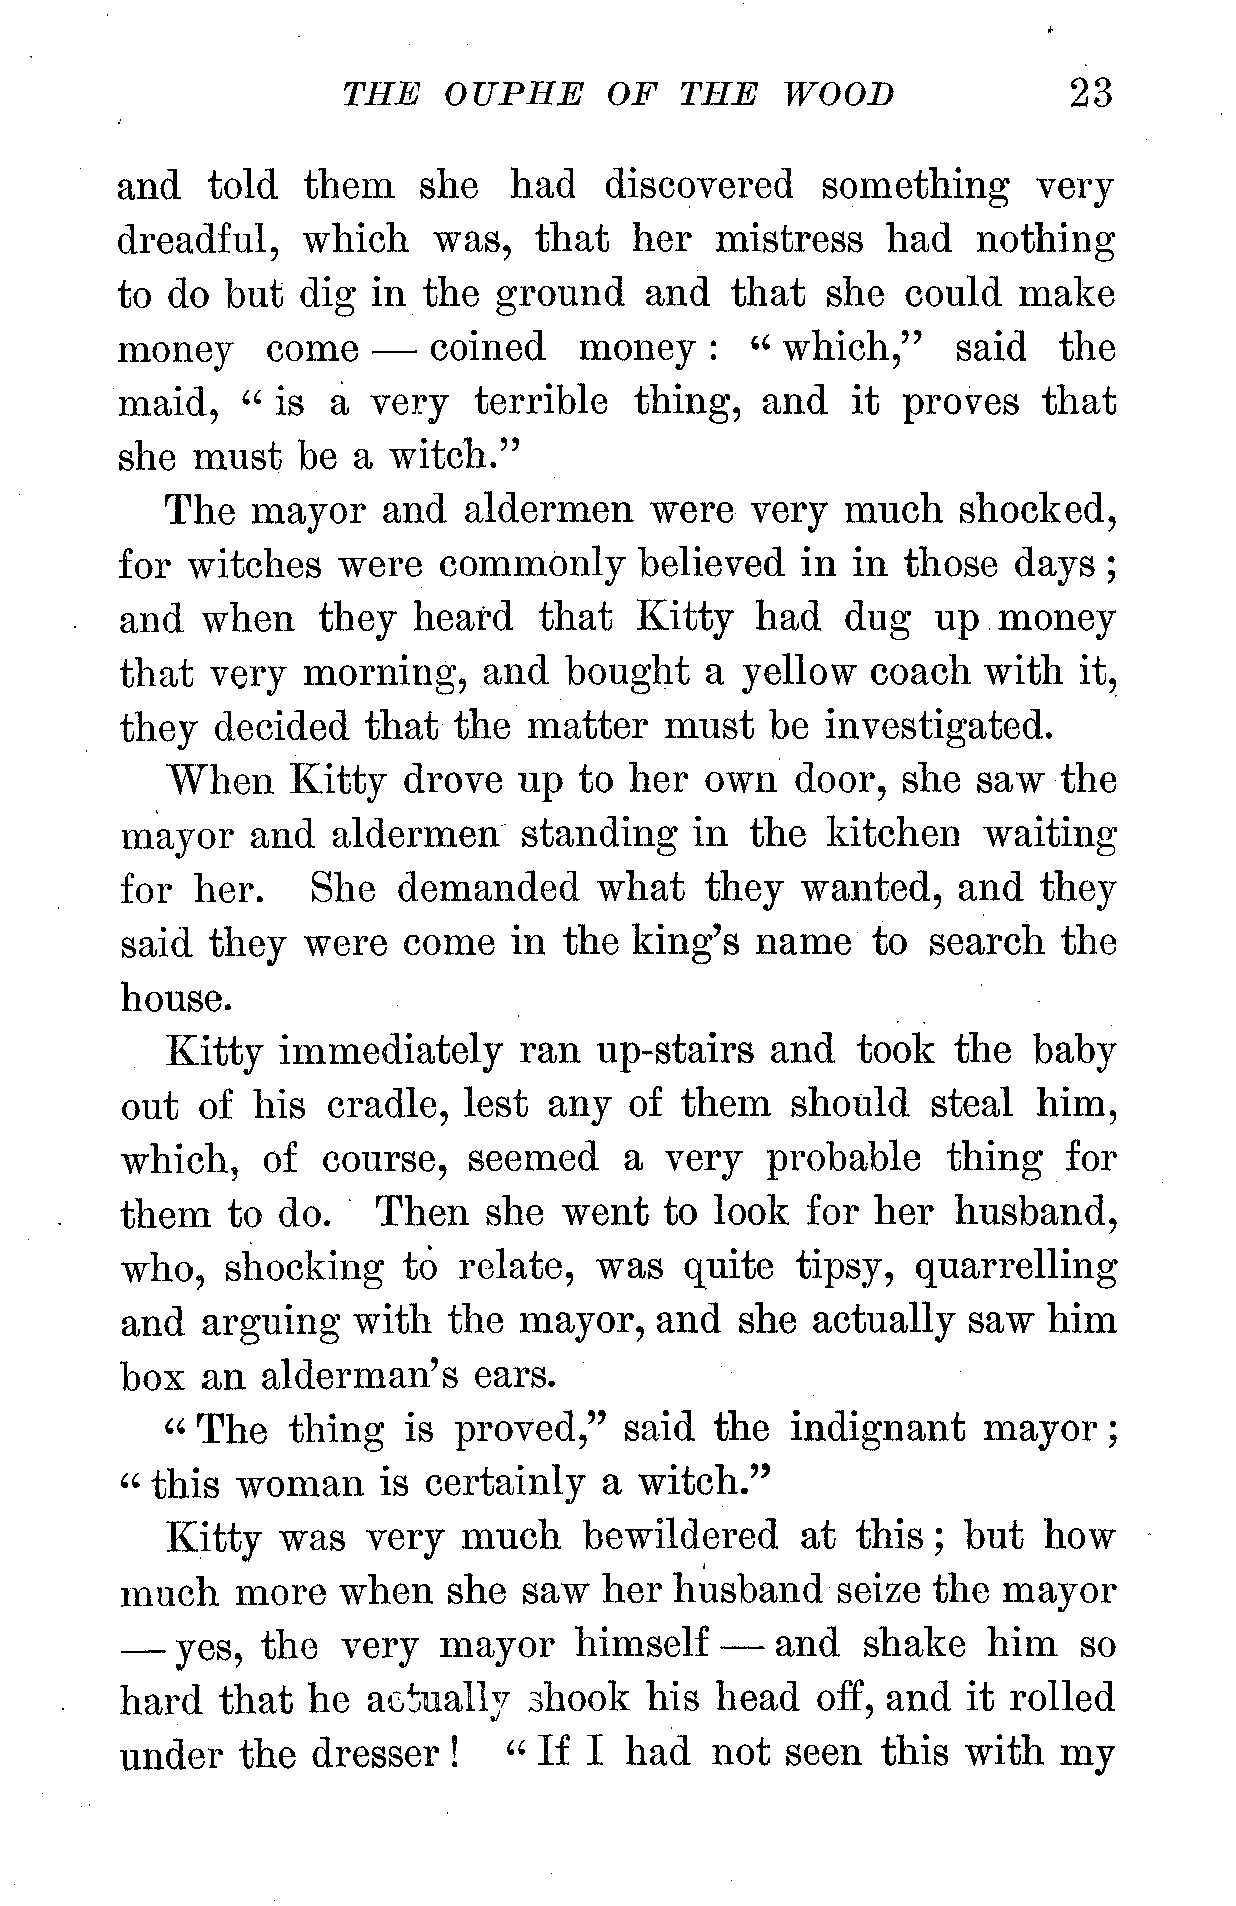 THE OUPHE OF THE WOOD 23
and told them she had discovered something very
dreadful, which was, that her mistress had nothing
to do but dig in the ground and that she could make
money come — coined money : “ which,” said the
maid, “ is a very terrible thing, and it proves that
she must be a witch.”
The mayor and aldermen were very much shocked,
for witches were commonly believed in in those days ;
and when they heard that Kitty had dug up money
that very morning, and bought a yellow coach with it,
they decided that the matter must be investigated.
When Kitty drove up to her own door, she saw the
mayor and aldermen standing in the kitchen waiting
for her. She demanded what they wanted, and they
said they were come in the king’s name to search the
house.
Kitty immediately ran up-stairs and took the baby
out of his cradle, lest any of them should steal him,
which, of course, seemed a very probable thing for
them to do. Then she went to look for her husband,
who, shocking to relate, was quite tipsy, quarrelling
and arguing with the mayor, and she actually saw him
box an alderman’s ears.
“ The thing is proved,” said the indignant mayor ;
“ this woman is certainly a witch.”
Kitty was very much bewildered at this ; but how
much more when she saw her husband seize the mayor
— yes, the very mayor himself — and shake him so
hard that he actually shook his head off, and it rolled
under the dresser ! “ If I had not seen this with my